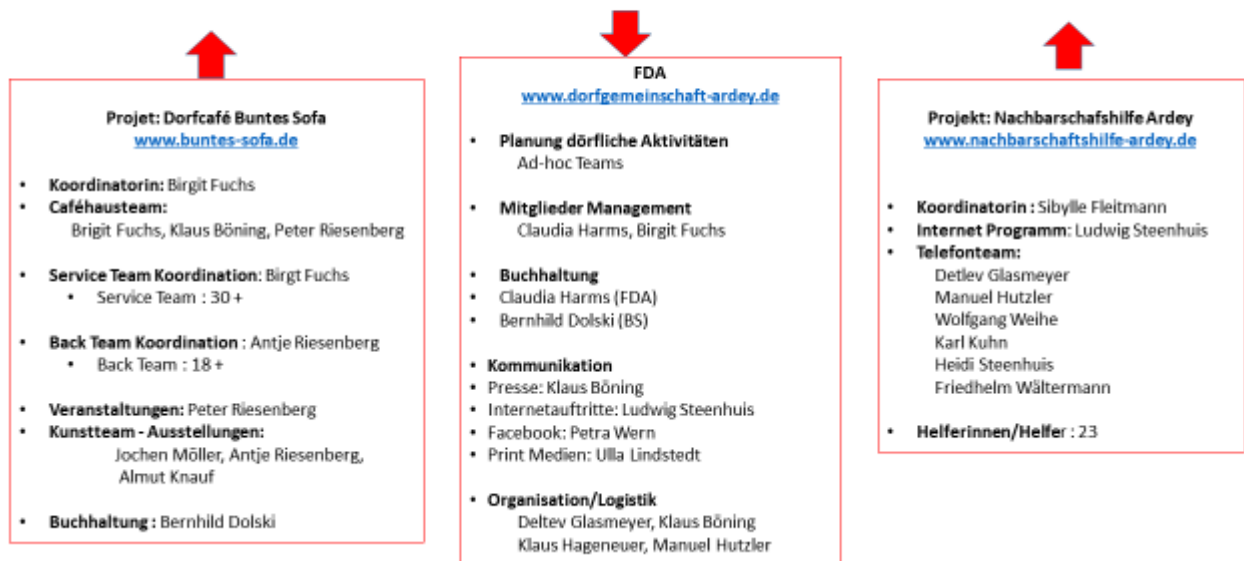 Projet: Dorfcafé Buntes Sofa
www.buntes-sofa.de
• Koordinatorin: Birgit Fuchs
• Caféhausteam:
Brigit Fuchs, Klaus Böning, Peter Riesenberg
• Service Team Koordination: Birgt Fuchs
• Service Team : 30 +
• Back Team Koordination : Antje Riesenberg
• Back Team : 18 +
• Veranstaltungen: Peter Riesenberg
• Kunstteam - Ausstellungen:
Jochen Möller, Antje Riesenberg,
Almut Knauf
• Buchhaltung : Bernhild Dolski
FDA
www.dorfgemeinschaft-ardey.de
• Planung dörfliche Aktivitäten
Ad-hoc Teams
• Mitglieder Management
Claudia Harms, Birgit Fuchs
• Buchhaltung
• Claudia Harms (FDA)
• Bernhild Dolski (BS)
• Kommunikation
• Presse: Klaus Böning
• Internetauftritte: Ludwig Steenhuis
• Facebook: Petra Wern
• Print Medien: Ulla Lindstedt
• Organisation/Logistik
Deltev Glasmeyer, Klaus Böning
Klaus Hageneuer, Manuel Hutzler
Projekt: Nachbarschafshilfe Ardey
www.nachbarschaftshilfe-ardey.de
• Koordinatorin : Sibylle Fleitmann
• Internet Programm: Ludwig Steenhuis
• Telefonteam:
Detlev Glasmeyer
Manuel Hutzler
Wolfgang Weihe
Karl Kuhn
Heidi Steenhuis
Friedhelm Wältermann
• Helferinnen/Helfer : 23